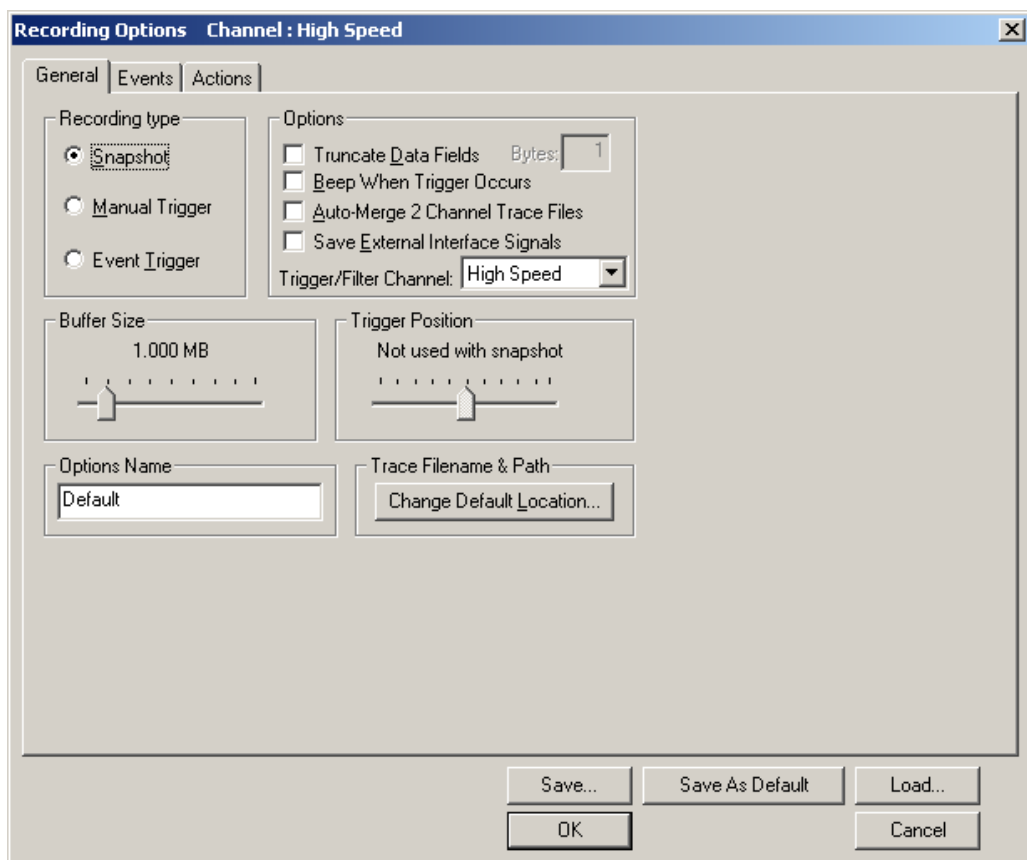 Recording Options    Channel : High Speed
General
Events
Actions
Recording type
Snapshot
Manual Trigger
Event Trigger
Options
Truncate Data Fields
Bytes: 1
Beep When Trigger Occurs
Auto-Merge 2 Channel Trace Files
Save External Interface Signals
Trigger/Filter Channel: High Speed
Buffer Size
1.000 MB
Trigger Position
Not used with snapshot
Options Name
Default
Trace Filename & Path
Change Default Location...
Save...
Save As Default
Load...
OK
Cancel